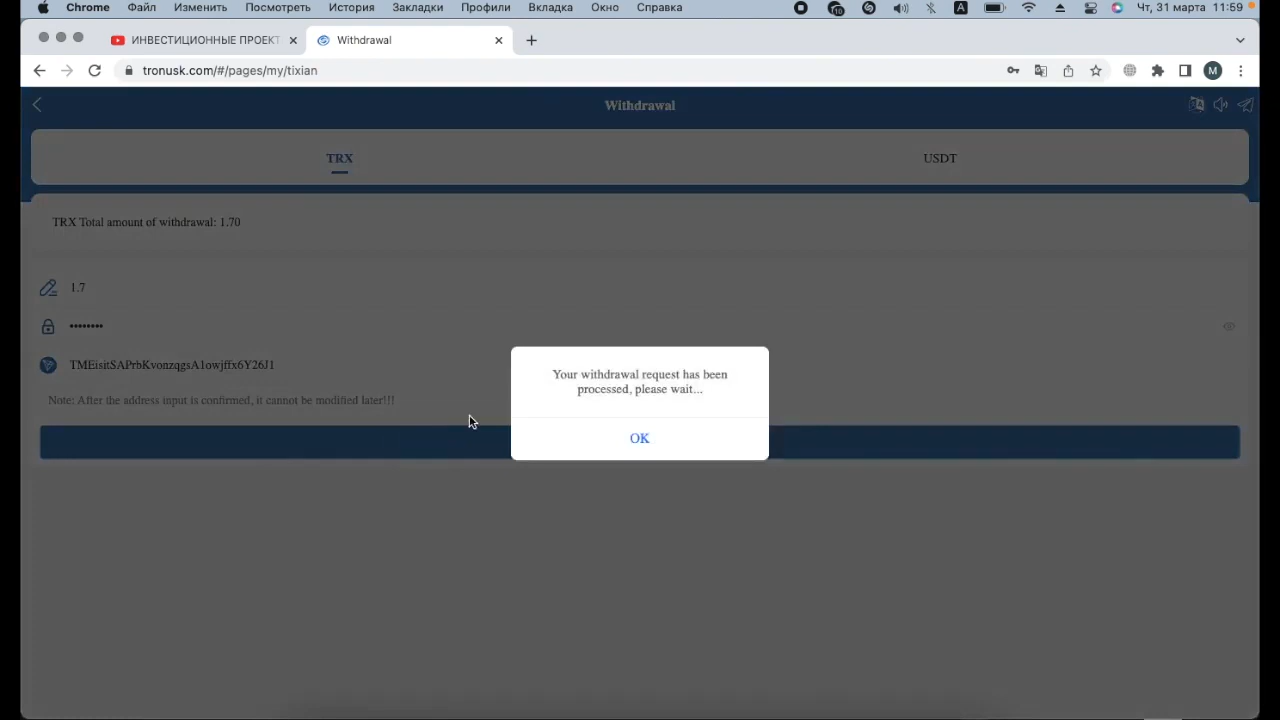 Chrome Файл Изменить Посмотреть История Закладки Профили Вкладка Окно Справка A Чт, 31 марта 11:59
ИНВЕСТИЦИОННЫЕ ПРОЕКТ
Withdrawal
tronusk.com/#/pages/my/tixian
M
Withdrawal
TRX
USDT
TRX Total amount of withdrawal: 1.70
1.7
••••••••
TMEisitSAPrbKvonzqgsA1owjffx6Y26J1
Note: After the address input is confirmed, it cannot be modified later!!!
Your withdrawal request has been
processed, please wait...
OK